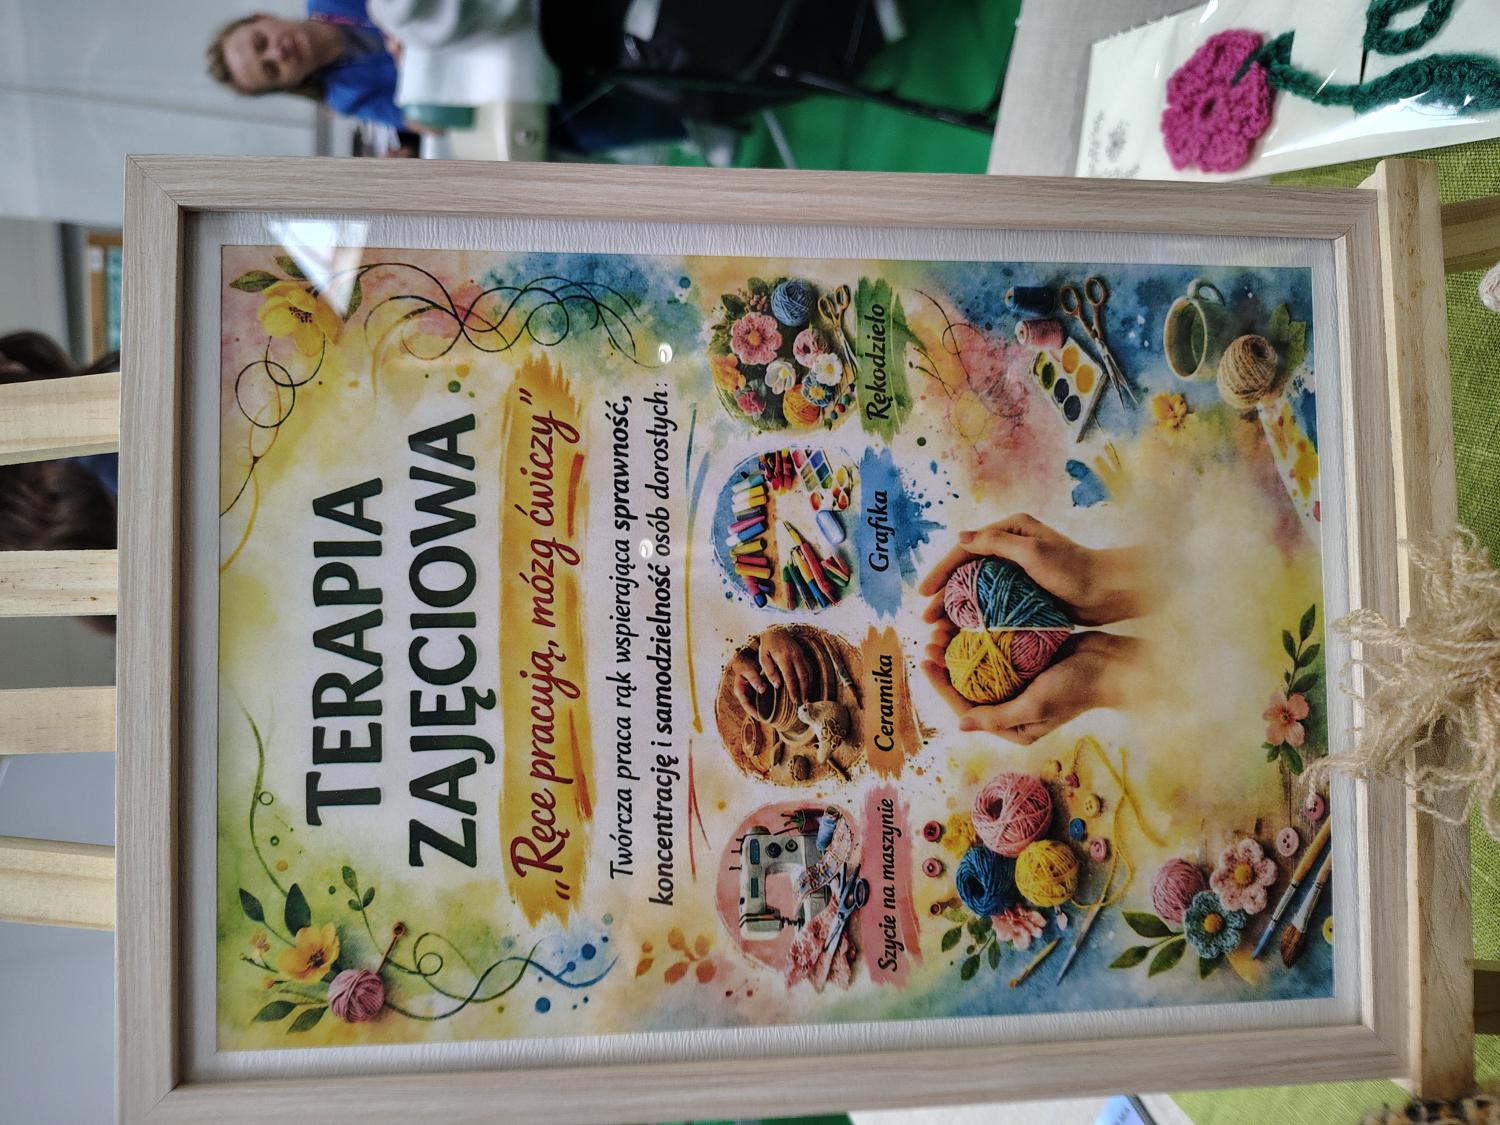 TERAPIA
ZAJĘCIOWA
„Ręce pracują, mózg ćwiczy”
Twórcza praca rąk wspierająca sprawność,
koncentrację i samodzielność osób dorosłych:
Szycie na maszynie
Ceramika
Grafika
Rękodzieło